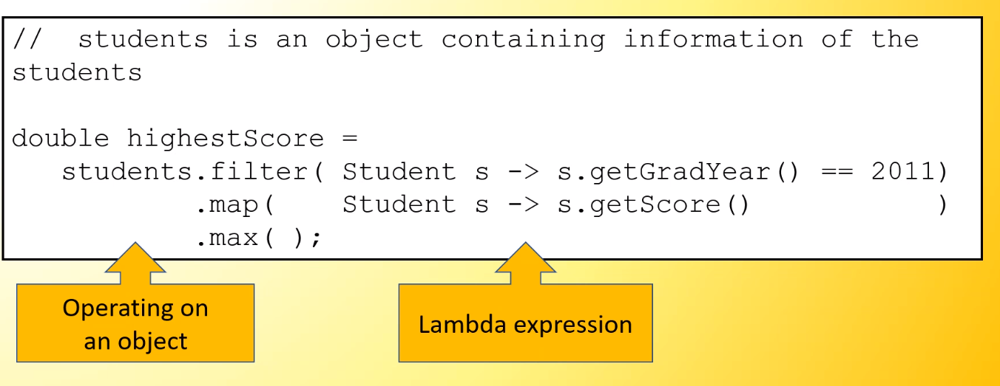 //  students is an object containing information of the
students
double highestScore =
   students.filter( Student s -> s.getGradYear() == 2011)
           .map(    Student s -> s.getScore()           )
           .max( );
Operating on
an object
Lambda expression